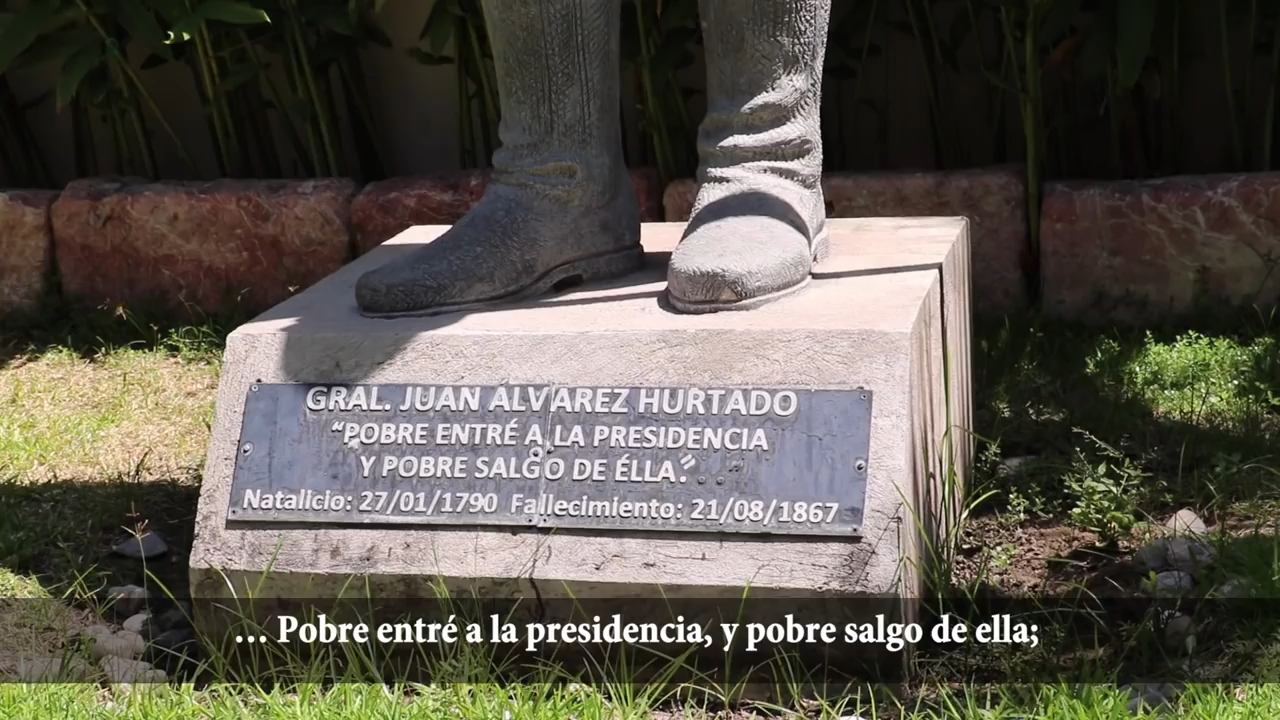 GRAL. JUAN ÁLVAREZ HURTADO
“POBRE ENTRÉ A LA PRESIDENCIA
Y POBRE SALGO DE ÉLLA.”
Natalicio: 27/01/1790 Fallecimiento: 21/08/1867
... Pobre entré a la presidencia, y pobre salgo de ella;